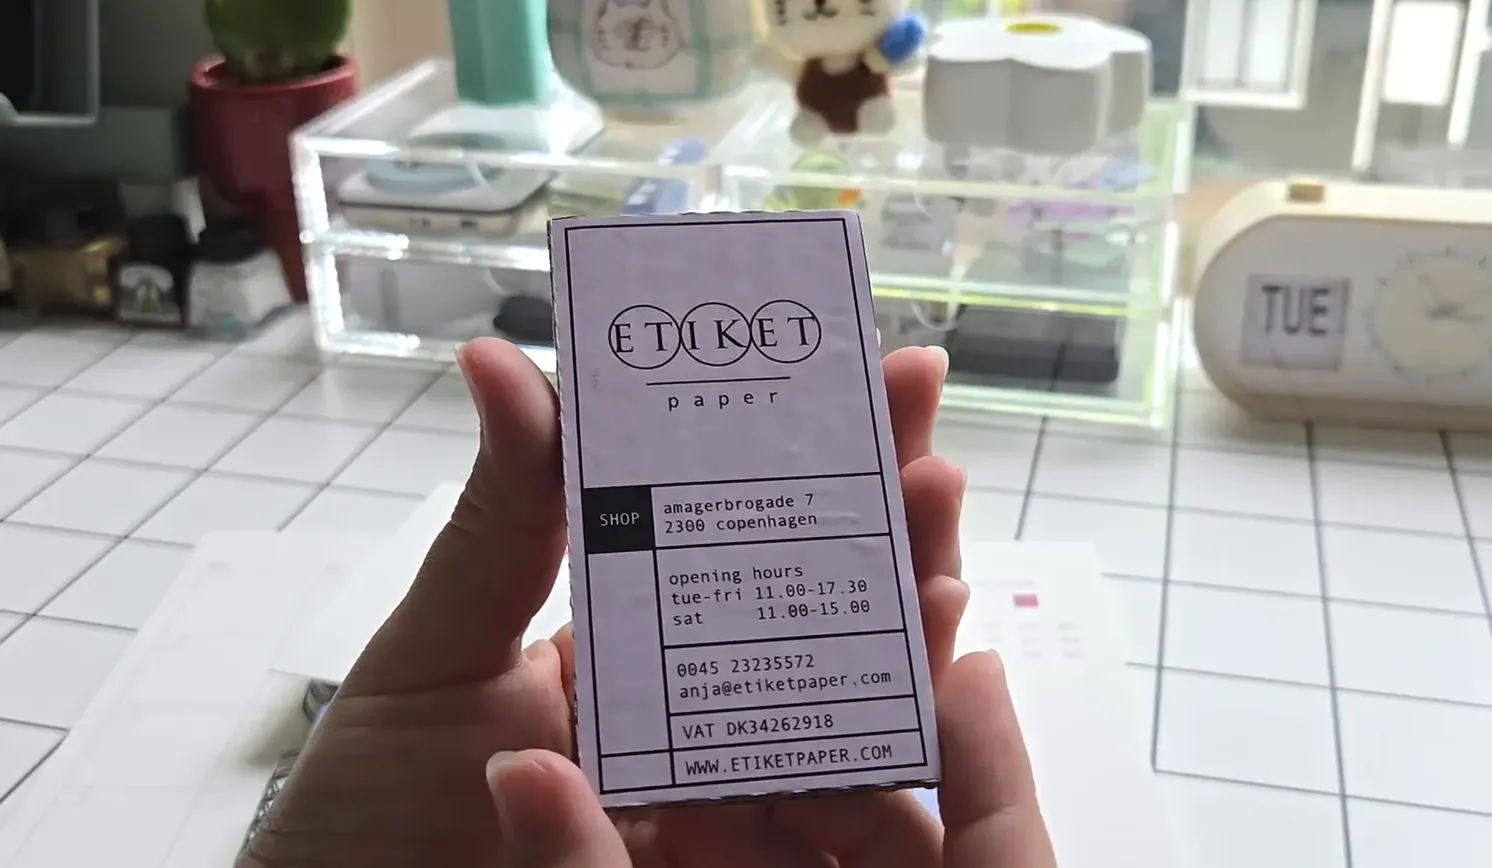 ETIKET
paper
SHOP
amagerbrogade 7
2300 copenhagen
opening hours
tue-fri 11.00-17.30
sat 11.00-15.00
0045 23235572
anja@etiketpaper.com
VAT DK34262918
WWW.ETIKETPAPER.COM
TUE